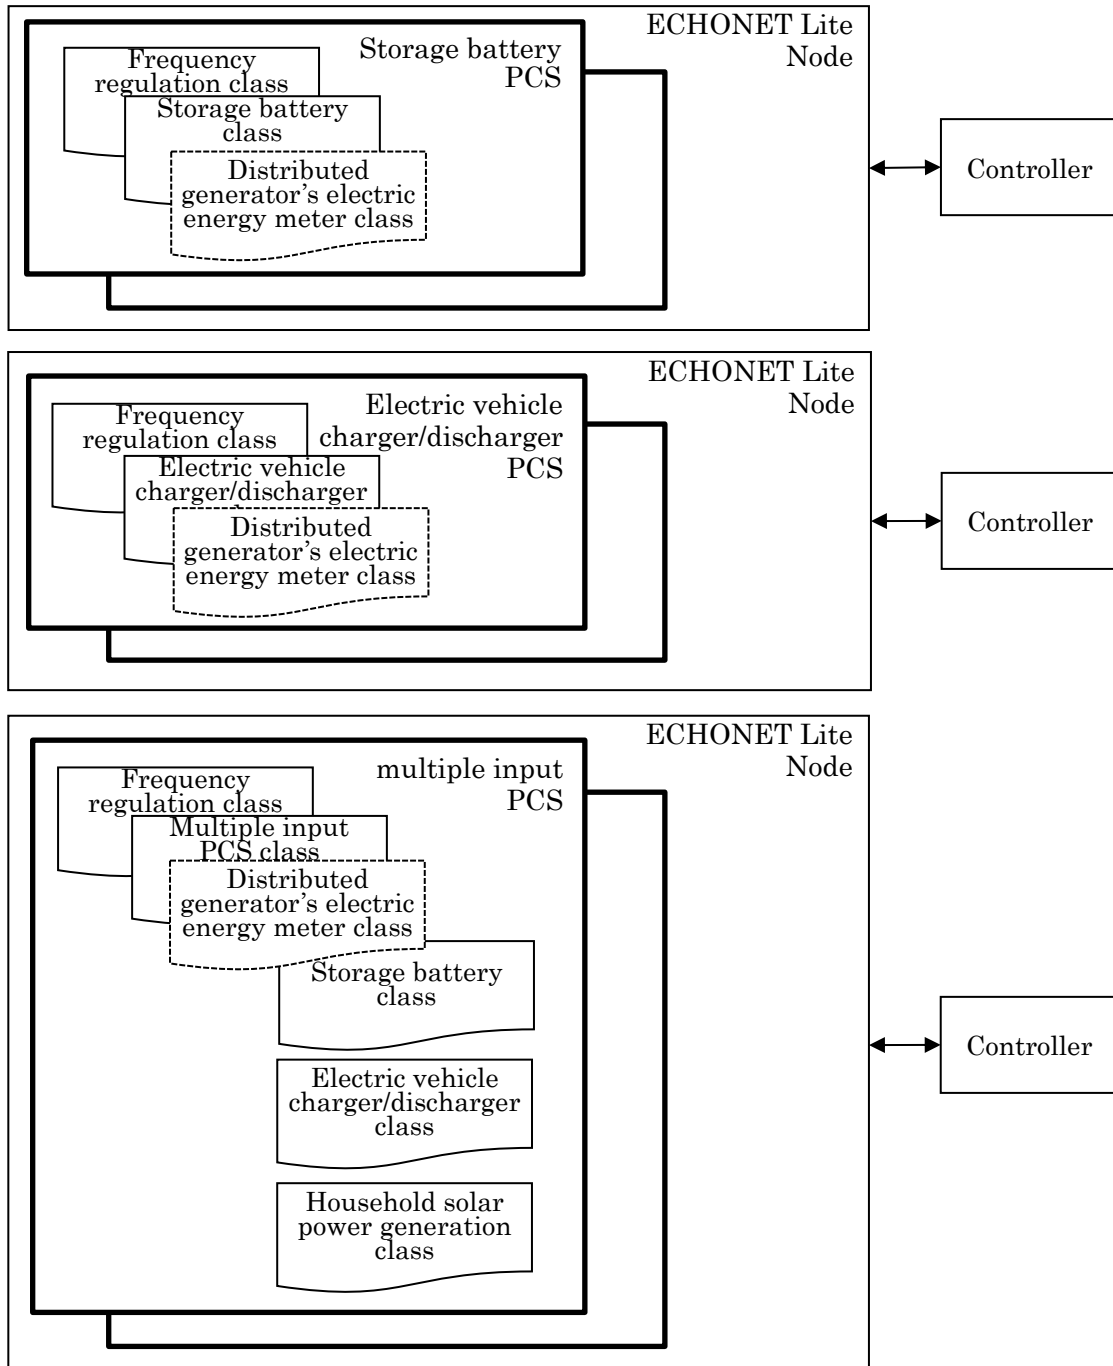 ECHONET Lite
Node
Storage battery
PCS
Frequency
regulation class
Storage battery
class
Distributed
generator’s electric
energy meter class
Controller
ECHONET Lite
Node
Electric vehicle
charger/discharger
PCS
Frequency
regulation class
Electric vehicle
charger/discharger
Distributed
generator’s electric
energy meter class
Controller
ECHONET Lite
Node
multiple input
PCS
Frequency
regulation class
Multiple input
PCS class
Distributed
generator’s electric
energy meter class
Storage battery
class
Electric vehicle
charger/discharger
class
Household solar
power generation
class
Controller